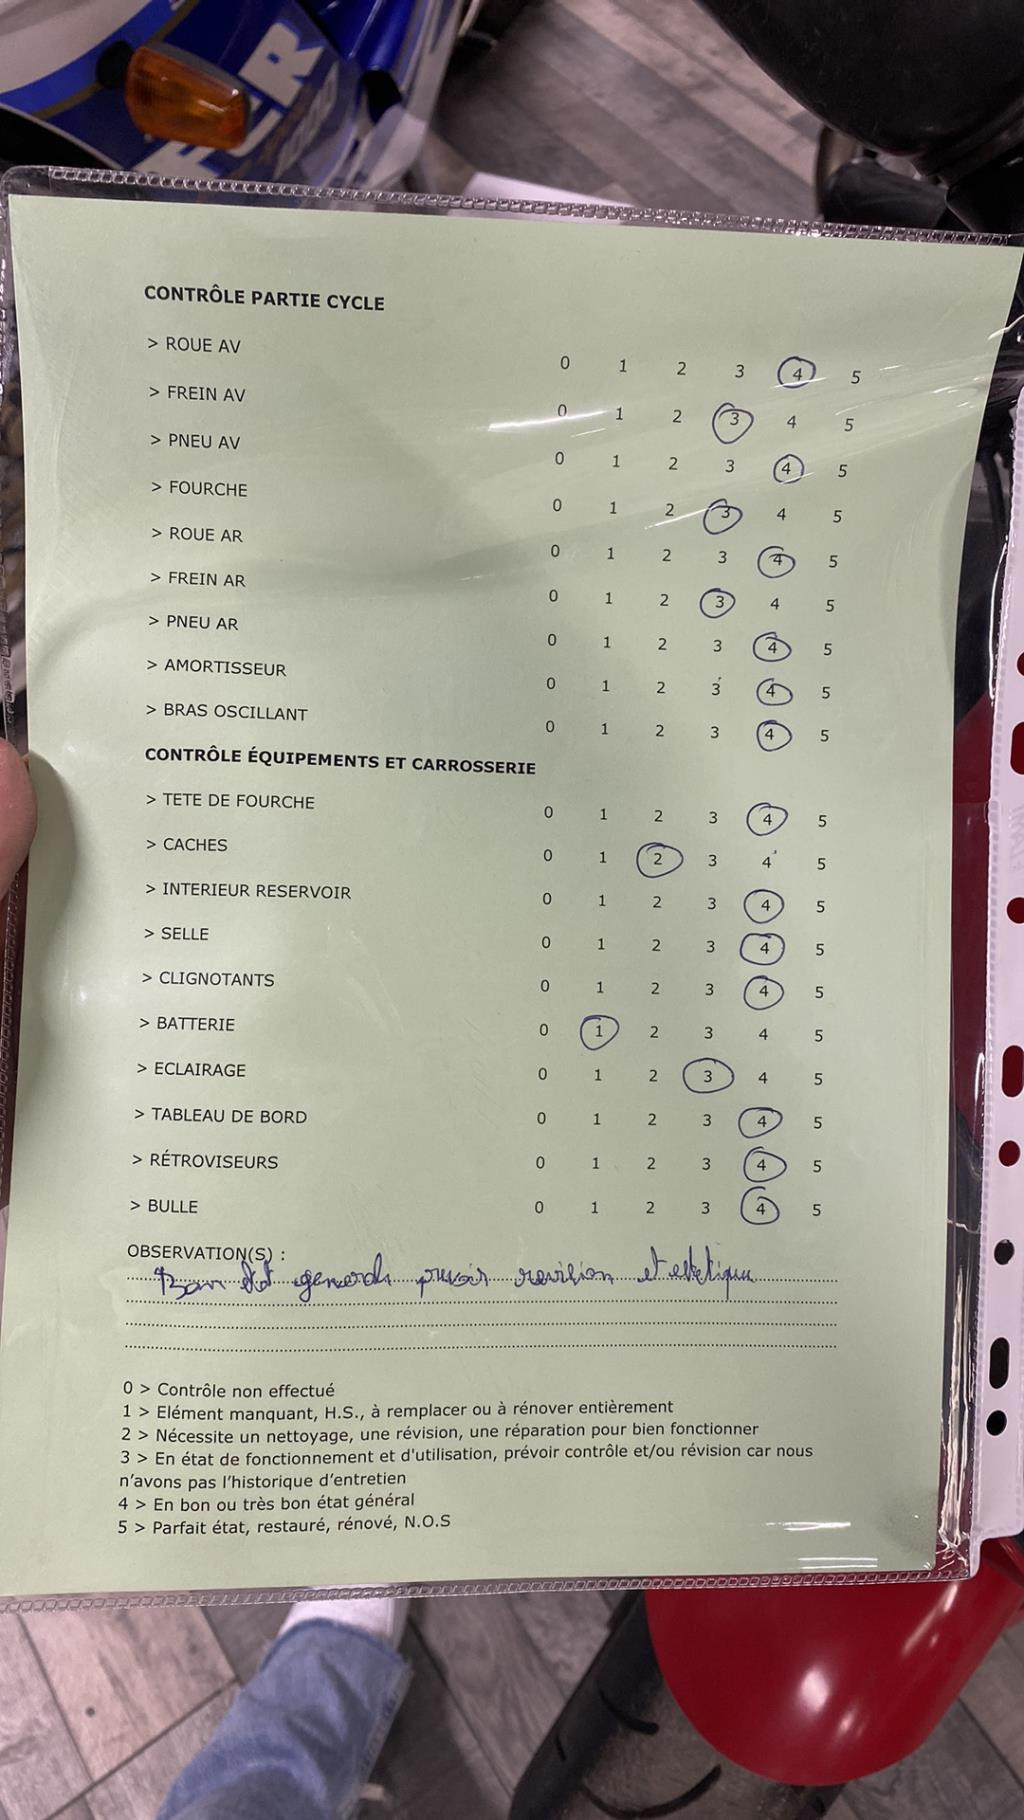 FZR
CONTRÔLE PARTIE CYCLE
> ROUE AV 0 1 2 3 4 5
> FREIN AV 0 1 2 3 4 5
> PNEU AV 0 1 2 3 4 5
> FOURCHE 0 1 2 3 4 5
> ROUE AR 0 1 2 3 4 5
> FREIN AR 0 1 2 3 4 5
> PNEU AR 0 1 2 3 4 5
> AMORTISSEUR 0 1 2 3 4 5
> BRAS OSCILLANT 0 1 2 3 4 5
CONTRÔLE ÉQUIPEMENTS ET CARROSSERIE
> TETE DE FOURCHE 0 1 2 3 4 5
> CACHES 0 1 2 3 4 5
> INTERIEUR RESERVOIR 0 1 2 3 4 5
> SELLE 0 1 2 3 4 5
> CLIGNOTANTS 0 1 2 3 4 5
> BATTERIE 0 1 2 3 4 5
> ECLAIRAGE 0 1 2 3 4 5
> TABLEAU DE BORD 0 1 2 3 4 5
> RÉTROVISEURS 0 1 2 3 4 5
> BULLE 0 1 2 3 4 5
OBSERVATION(S) :
Bon état revision et
0 > Contrôle non effectué
1 > Elément manquant, H.S., à remplacer ou à rénover entièrement
2 > Nécessite un nettoyage, une révision, une réparation pour bien fonctionner
3 > En état de fonctionnement et d'utilisation, prévoir contrôle et/ou révision car nous
n'avons pas l'historique d'entretien
4 > En bon ou très bon état général
5 > Parfait état, restauré, rénové, N.O.S